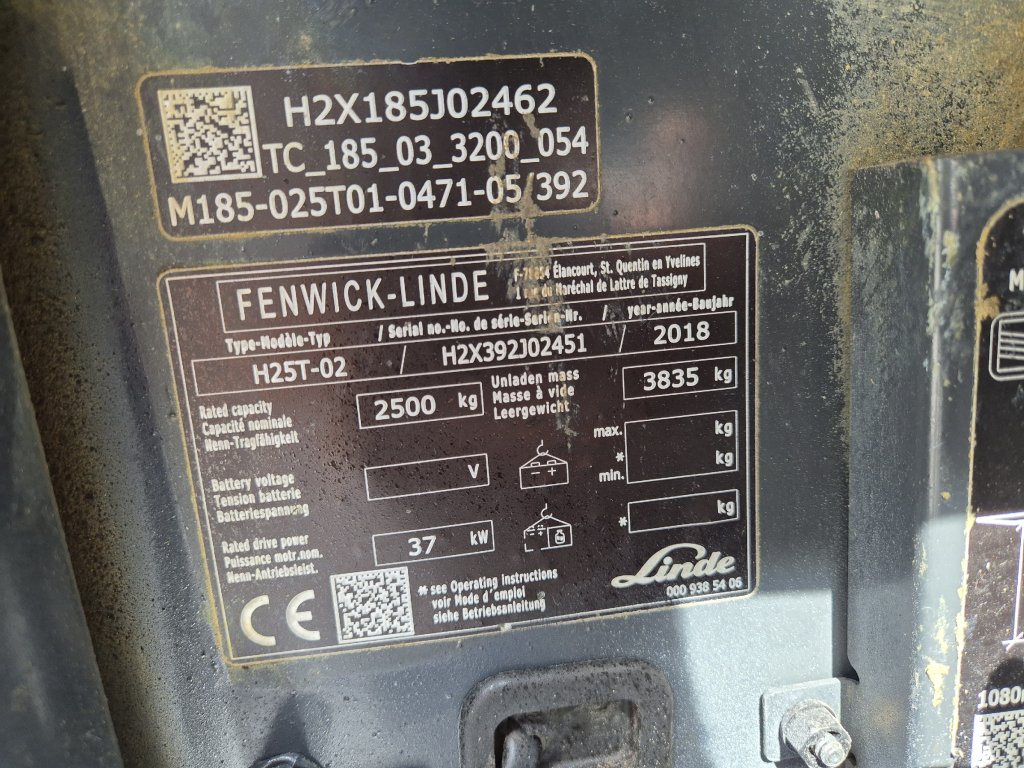 H2X185J02462
TC_185_03_3200_054
M185-025T01-0471-05/392
FENWICK-LINDE
Élancourt, St. Quentin en Yvelines
1 rue du Maréchal de Lattre de Tassigny
Type-Modèle-Typ / Serial no.-No. de série-Serien-Nr. / year-année-Baujahr
H25T-02 / H2X392J02451 / 2018
Rated capacity
Capacité nominale
Nenn-Tragfähigkeit
2500 kg
Unladen mass
Masse à vide
Leergewicht
3835 kg
Battery voltage
Tension batterie
Batteriespannung
V
- +
max. kg
* kg
min.
Rated drive power
Puissance motr.nom.
Nenn-Antriebsleist.
37 kW
* kg
CE
* see Operating Instructions
voir Mode d'emploi
siehe Betriebsanleitung
Linde
000 938 54 06
M
1080